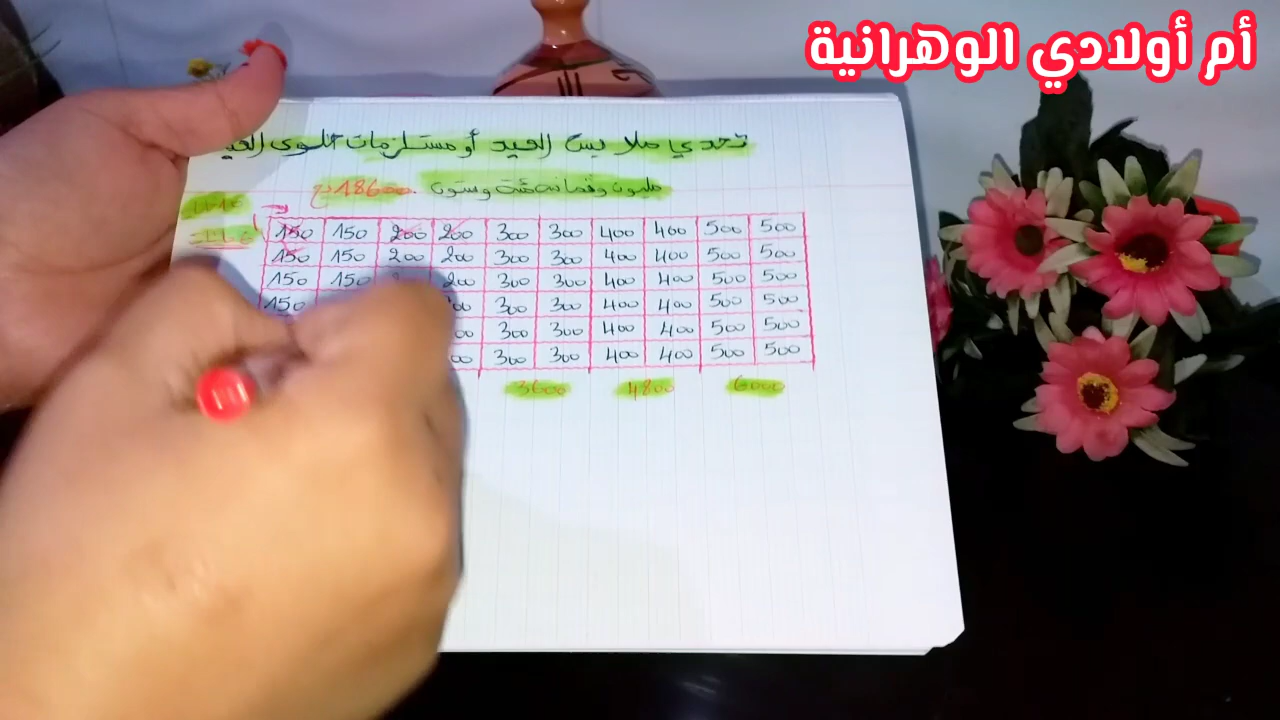 أم أولادي الوهرانية
تحدي ملابس العيد أو مستلزمات حلوى العيد
مليون وثمانمئة وستون 18600 دج
150 150 200 200 300 300 400 400 500 500
150 150 200 200 300 300 400 400 500 500
150 150 200 300 300 400 400 500 500
150 300 300 400 400 500 500
300 300 400 400 500 500
300 300 400 400 500 500
3600 4800 6000